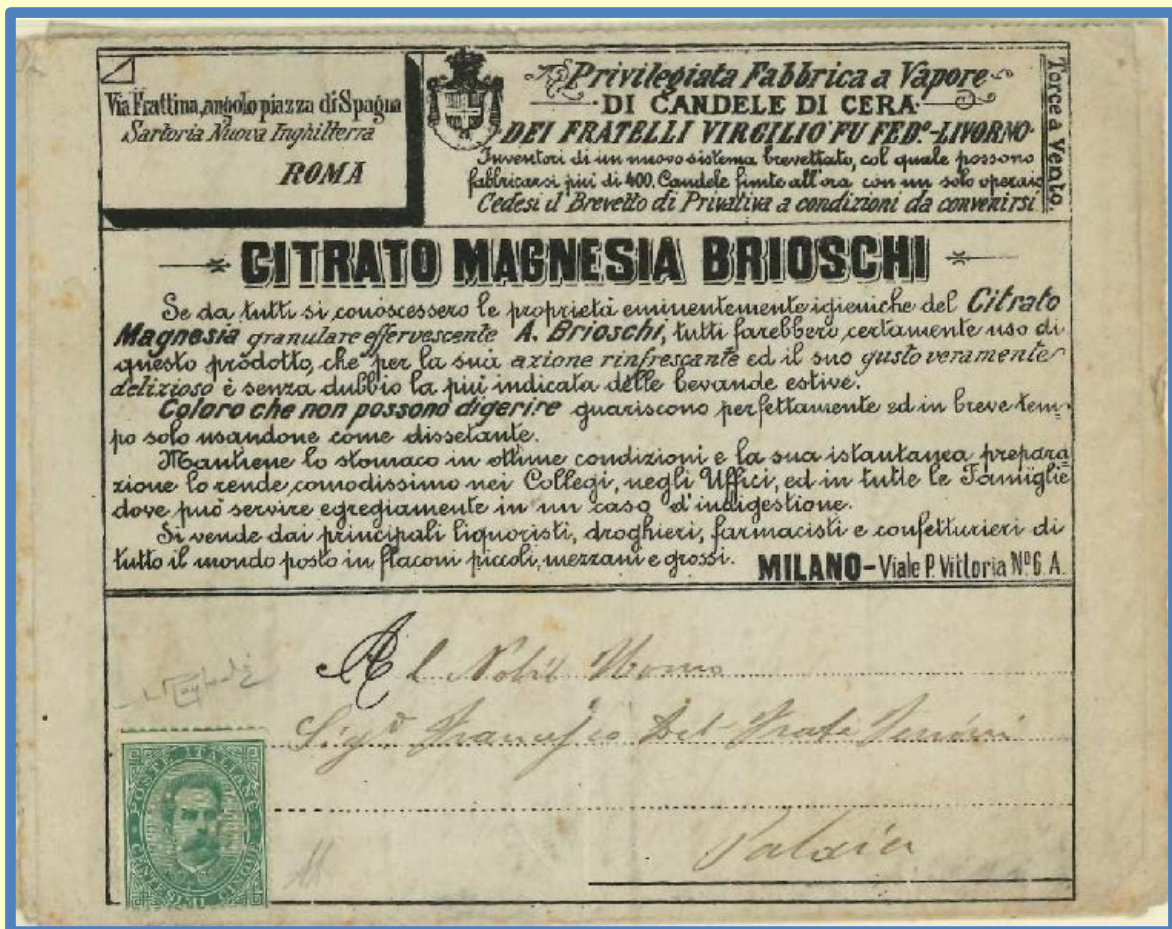 Via Frattina, angolo piazza di Spagna
Sartoria Nuova Inghilterra
ROMA
Privilegiata Fabbrica a Vapore
DI CANDELE DI CERA
DEI FRATELLI VIRGILIO FU FED.º-LIVORNO
Inventori di un nuovo sistema brevettato, col quale possono
fabbricarsi più di 400. Candele finite all'ora con un solo operaio
Cedesi il Brevetto di Privativa a condizioni da convenirsi
Torce a Vento
CITRATO MAGNESIA BRIOSCHI
Se da tutti si conoscessero le proprietà eminentemente igieniche del Citrato
Magnesia granulare effervescente A. Brioschi, tutti farebbero certamente uso di
questo prodotto, che per la sua azione rinfrescante ed il suo gusto veramente
delizioso è senza dubbio la più indicata delle bevande estive.
Coloro che non possono digerire guariscono perfettamente ed in breve tem-
po solo usandone come dissetante.
Mantiene lo stomaco in ottime condizioni e la sua istantanea prepara
zione lo rende comodissimo nei Collegi, negli Uffici, ed in tutte le Famiglie
dove può servire egregiamente in un caso d'indigestione.
Si vende dai principali liquoristi, droghieri, farmacisti e confetturieri di
tutto il mondo posto in flaconi piccoli, mezzani e grossi.
MILANO-Viale P. Vittoria Nº 6. A.
Al Nobil Uomo
Sigr Francesco Del Frate
Palaia
POSTE ITALIANE
CENTESIMI CINQUE